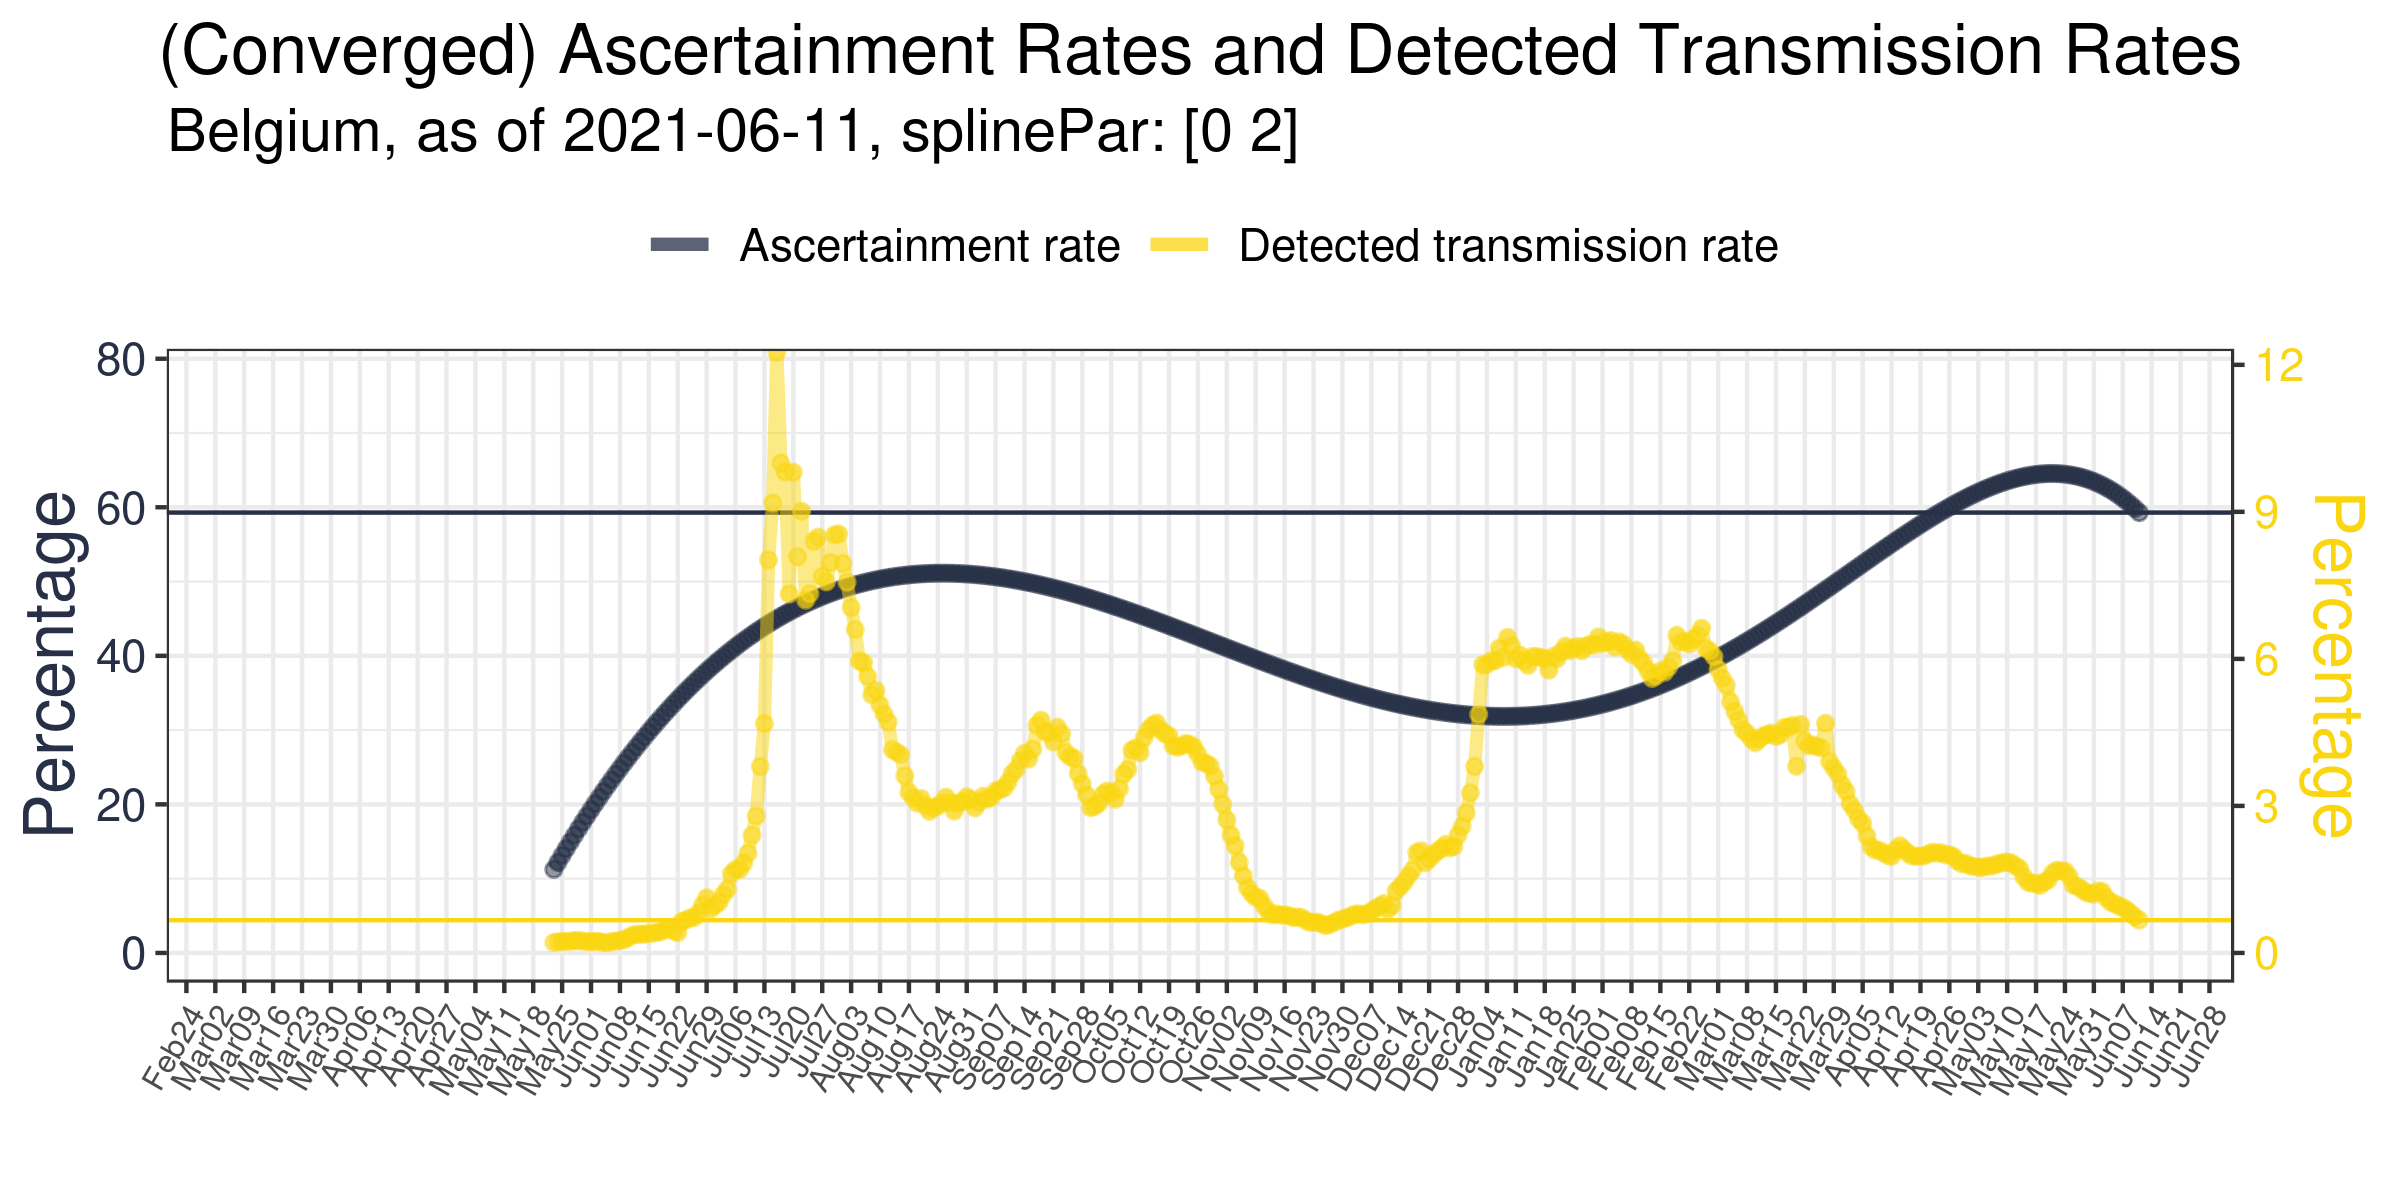 (Converged) Ascertainment Rates and Detected Transmission Rates
Belgium, as of 2021-06-11, splinePar: [0 2]
Ascertainment rate
Detected transmission rate
Percentage
80
60
40
20
0
12
9
6
3
0
Percentage
Feb24
Mar02
Mar09
Mar16
Mar23
Mar30
Apr06
Apr13
Apr20
Apr27
May04
May11
May18
May25
Jun01
Jun08
Jun15
Jun22
Jun29
Jul06
Jul13
Jul20
Jul27
Aug03
Aug10
Aug17
Aug24
Aug31
Sep07
Sep14
Sep21
Sep28
Oct05
Oct12
Oct19
Oct26
Nov02
Nov09
Nov16
Nov23
Nov30
Dec07
Dec14
Dec21
Dec28
Jan04
Jan11
Jan18
Jan25
Feb01
Feb08
Feb15
Feb22
Mar01
Mar08
Mar15
Mar22
Mar29
Apr05
Apr12
Apr19
Apr26
May03
May10
May17
May24
May31
Jun07
Jun14
Jun21
Jun28